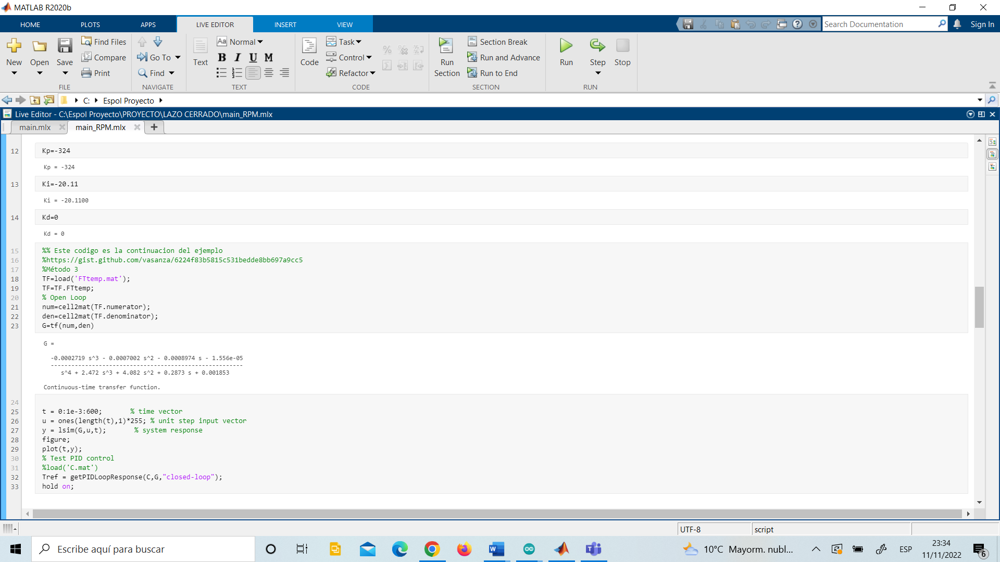 MATLAB R2020b
HOME PLOTS APPS LIVE EDITOR INSERT VIEW
Search Documentation
Sign In
New
Open
Save
Find Files
Compare
Print
FILE
Go To
Find
NAVIGATE
Text
Aa Normal
B I U M
TEXT
Code
Task
Control
Refactor
CODE
Run Section
Section Break
Run and Advance
Run to End
SECTION
Run
Step
Stop
RUN
C: Espol Proyecto
Live Editor - C:\Espol Proyecto\PROYECTO\LAZO CERRADO\main_RPM.mlx
main.mlx main_RPM.mlx
12 Kp=-324
Kp = -324
13 Ki=-20.11
Ki = -20.1100
14 Kd=0
Kd = 0
15 %% Este codigo es la continuacion del ejemplo
16 %https://gist.github.com/vasanza/6224f83b5815c531bedde8bb697a9cc5
17 %Método 3
18 TF=load('FTtemp.mat');
19 TF=TF.FTtemp;
20 % Open Loop
21 num=cell2mat(TF.numerator);
22 den=cell2mat(TF.denominator);
23 G=tf(num,den)
G =
-0.0002719 s^3 - 0.0007002 s^2 - 0.0008974 s - 1.556e-05
--------------------------------------------------------
s^4 + 2.472 s^3 + 4.082 s^2 + 0.2873 s + 0.001853
Continuous-time transfer function.
24
25 t = 0:1e-3:600; % time vector
26 u = ones(length(t),1)*255; % unit step input vector
27 y = lsim(G,u,t); % system response
28 figure;
29 plot(t,y);
30 % Test PID control
31 %load('C.mat')
32 Tref = getPIDLoopResponse(C,G,"closed-loop");
33 hold on;
UTF-8 script
Escribe aquí para buscar
10°C Mayorm. nubl...
ESP
23:34
11/11/2022
6